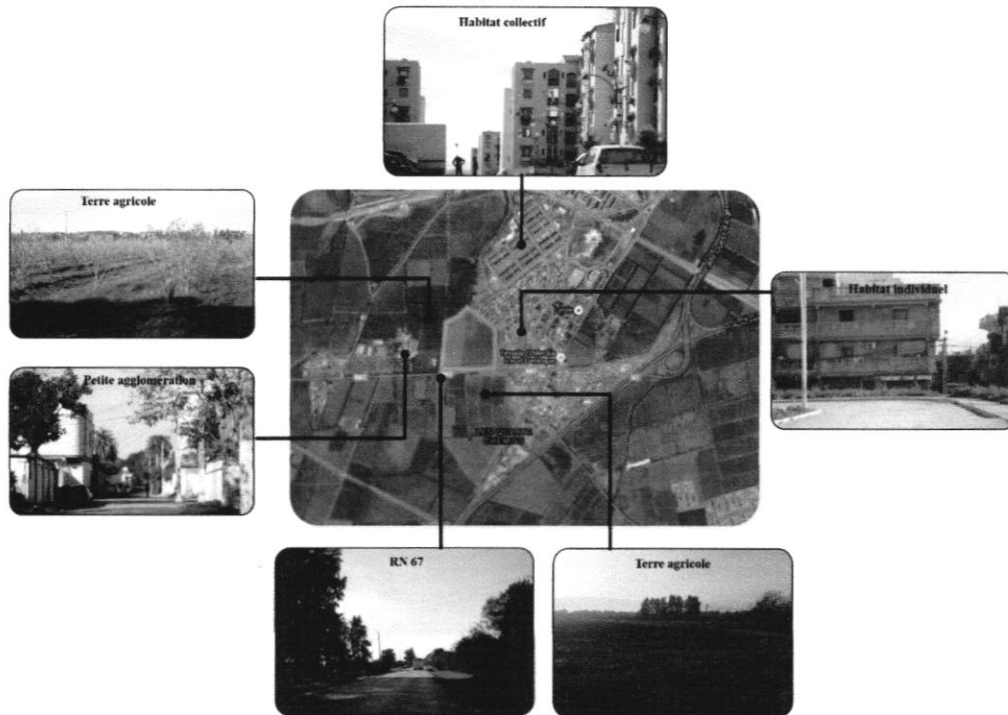 Habitat collectif
Terre agricole
Habitat individuel
Petite agglomération
RN 67
Terre agricole